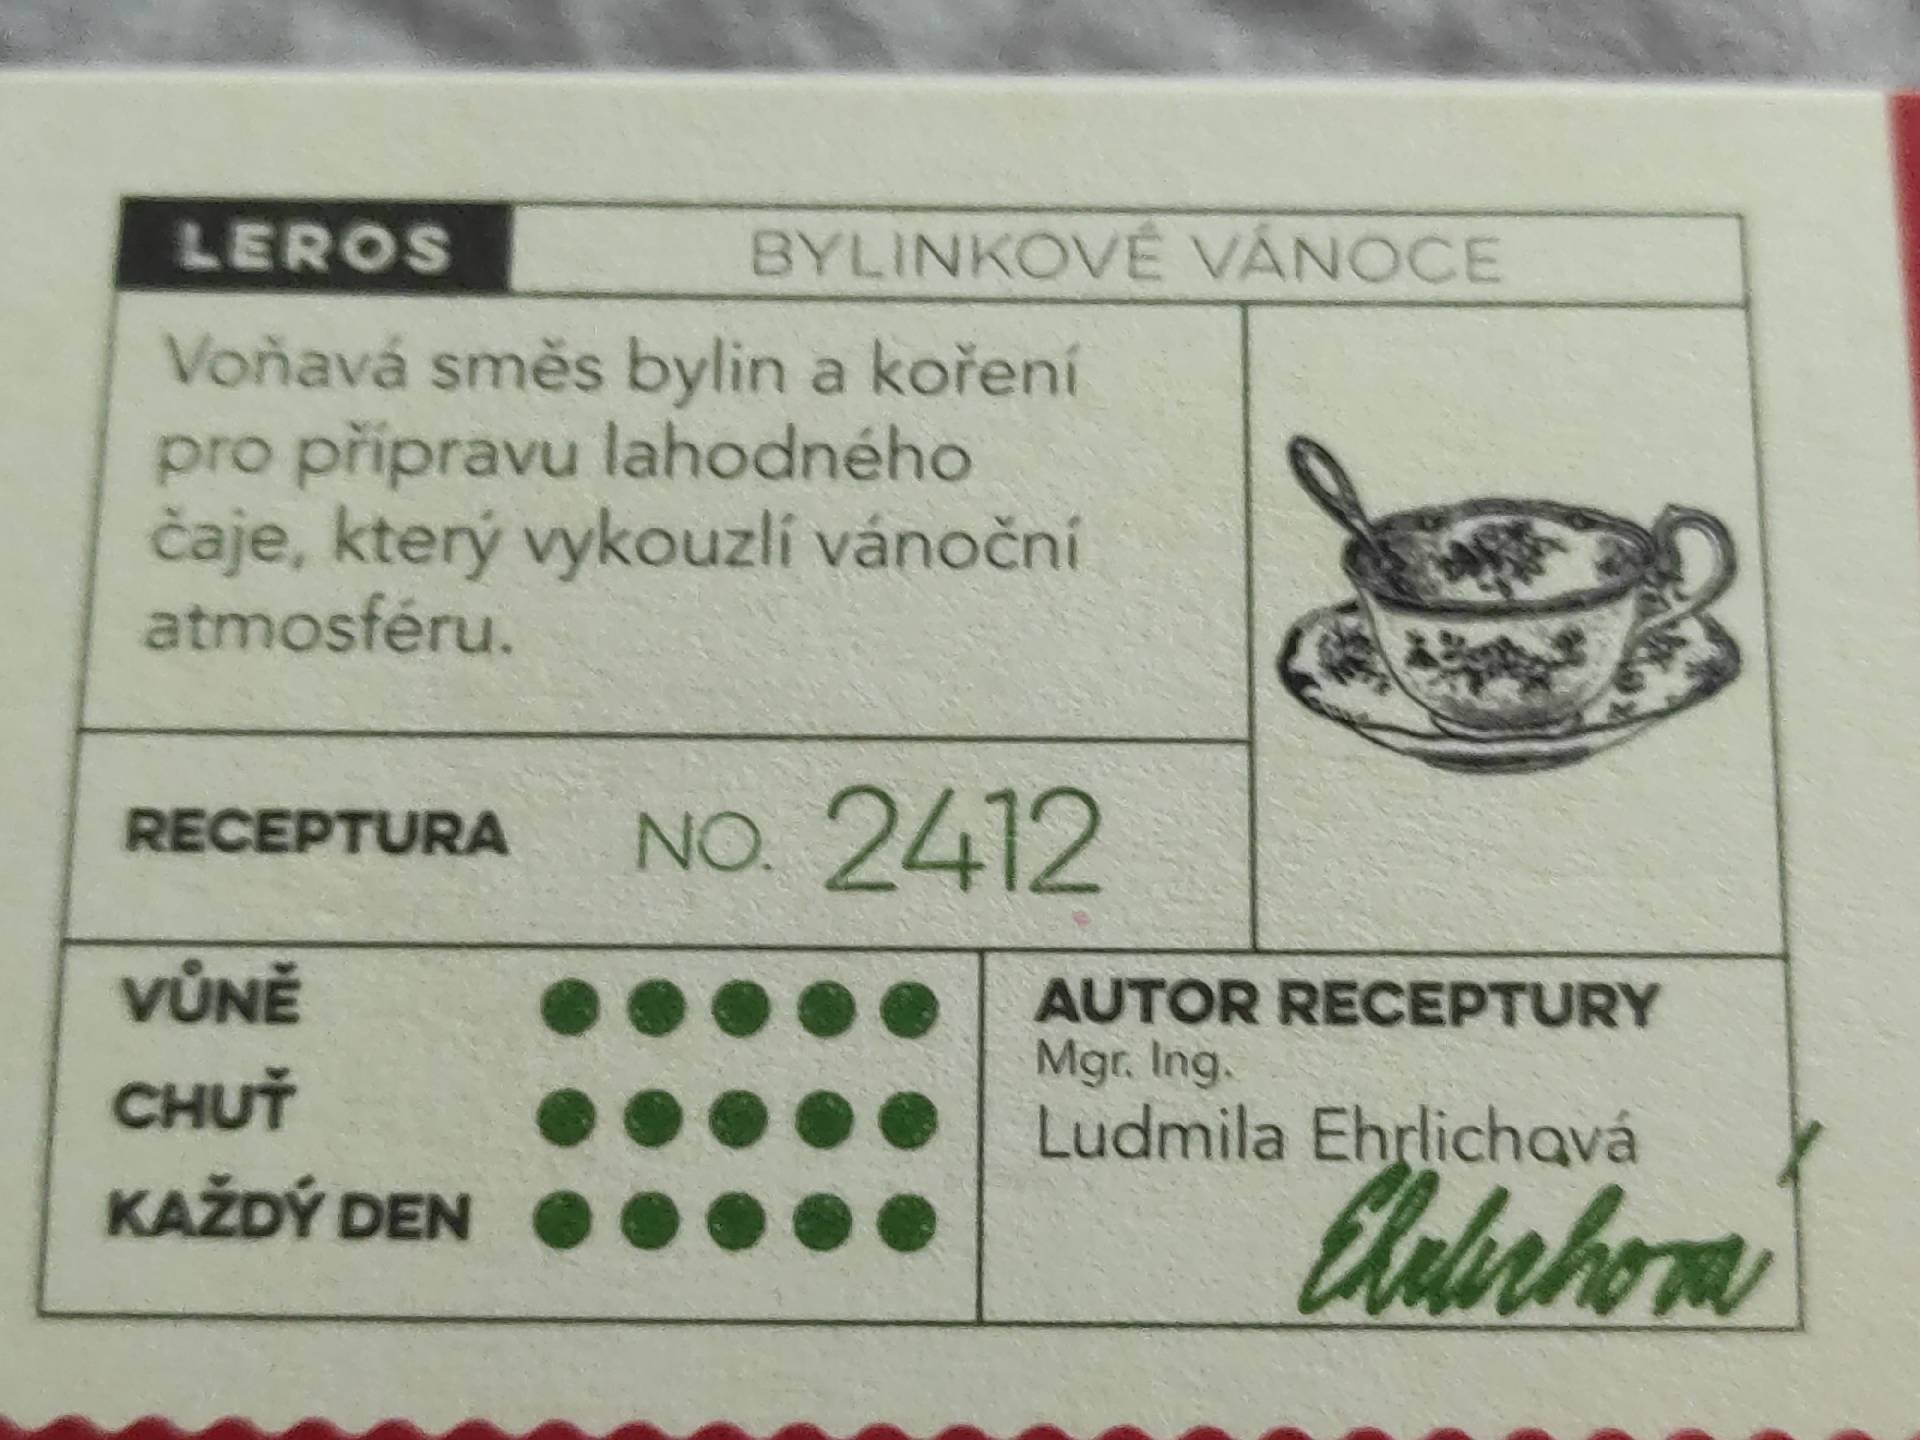 LEROS
BYLINKOVÉ VÁNOCE
Voňavá směs bylin a koření
pro přípravu lahodného
čaje, který vykouzlí vánoční
atmosféru.
RECEPTURA NO. 2412
VŮNĚ
CHUŤ
KAŽDÝ DEN
AUTOR RECEPTURY
Mgr. Ing.
Ludmila Ehrlichová
Ehrlichová